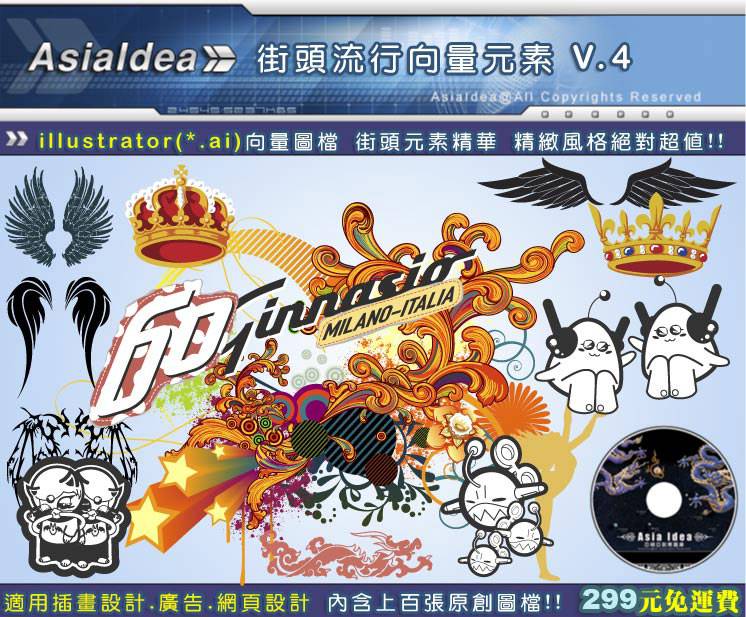 AsiaIdea 街頭流行向量元素 V.4
AsiaIdea@All Copyrights Reserved
illustrator(*.ai)向量圖檔 街頭元素精華 精緻風格絕對超值!!
60 Ginnasio
MILANO-ITALIA
Asia Idea
適用插畫設計.廣告.網頁設計 內含上百張原創圖檔!! 299元免運費